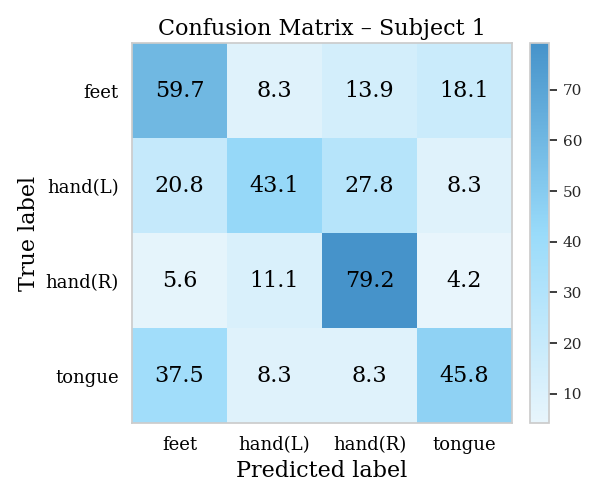 Confusion Matrix – Subject 1
True label
feet 59.7 8.3 13.9 18.1
hand(L) 20.8 43.1 27.8 8.3
hand(R) 5.6 11.1 79.2 4.2
tongue 37.5 8.3 8.3 45.8
feet hand(L) hand(R) tongue
Predicted label
70
60
50
40
30
20
10